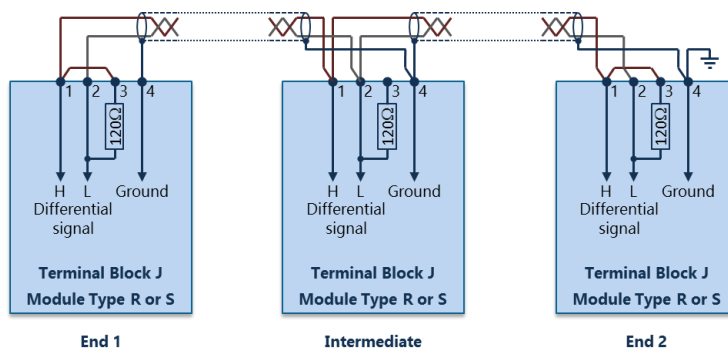 1 2 3 4
120Ω
H L Ground
Differential
signal
Terminal Block J
Module Type R or S
End 1
1 2 3 4
120Ω
H L Ground
Differential
signal
Terminal Block J
Module Type R or S
Intermediate
1 2 3 4
120Ω
H L Ground
Differential
signal
Terminal Block J
Module Type R or S
End 2